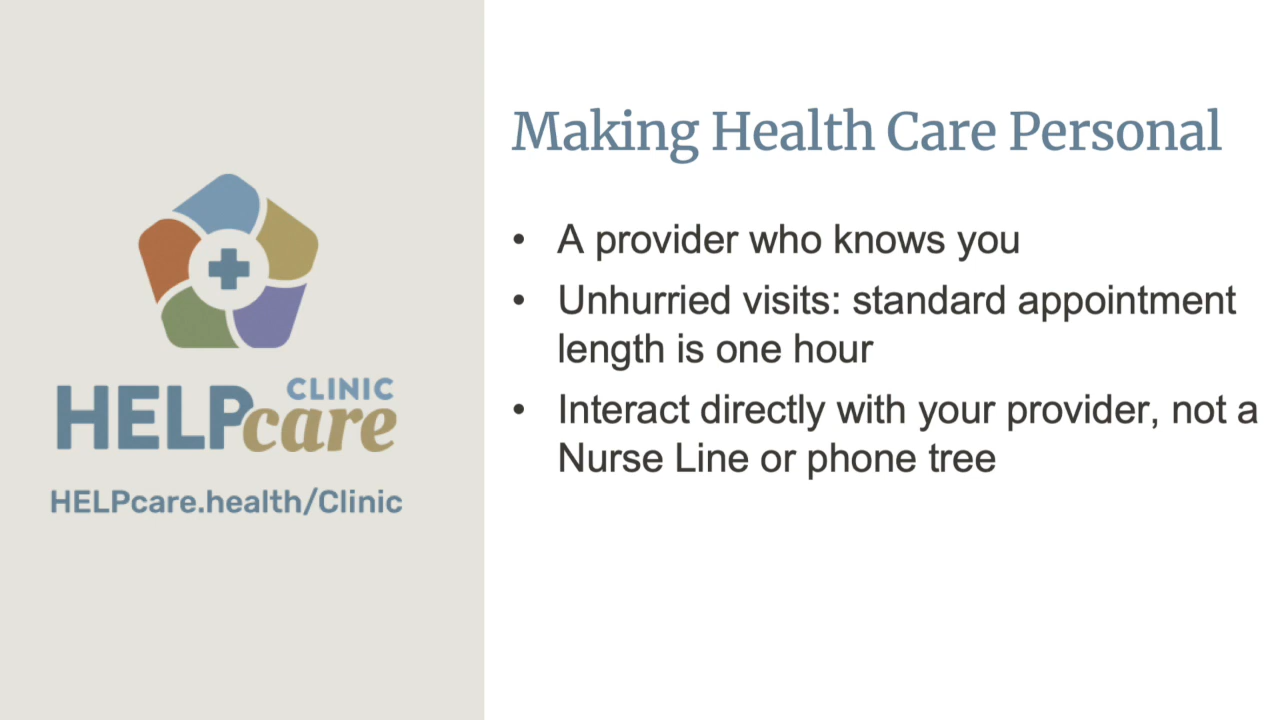 CLINIC
HELPcare
HELPcare.health/Clinic
Making Health Care Personal
• A provider who knows you
• Unhurried visits: standard appointment
length is one hour
• Interact directly with your provider, not a
Nurse Line or phone tree